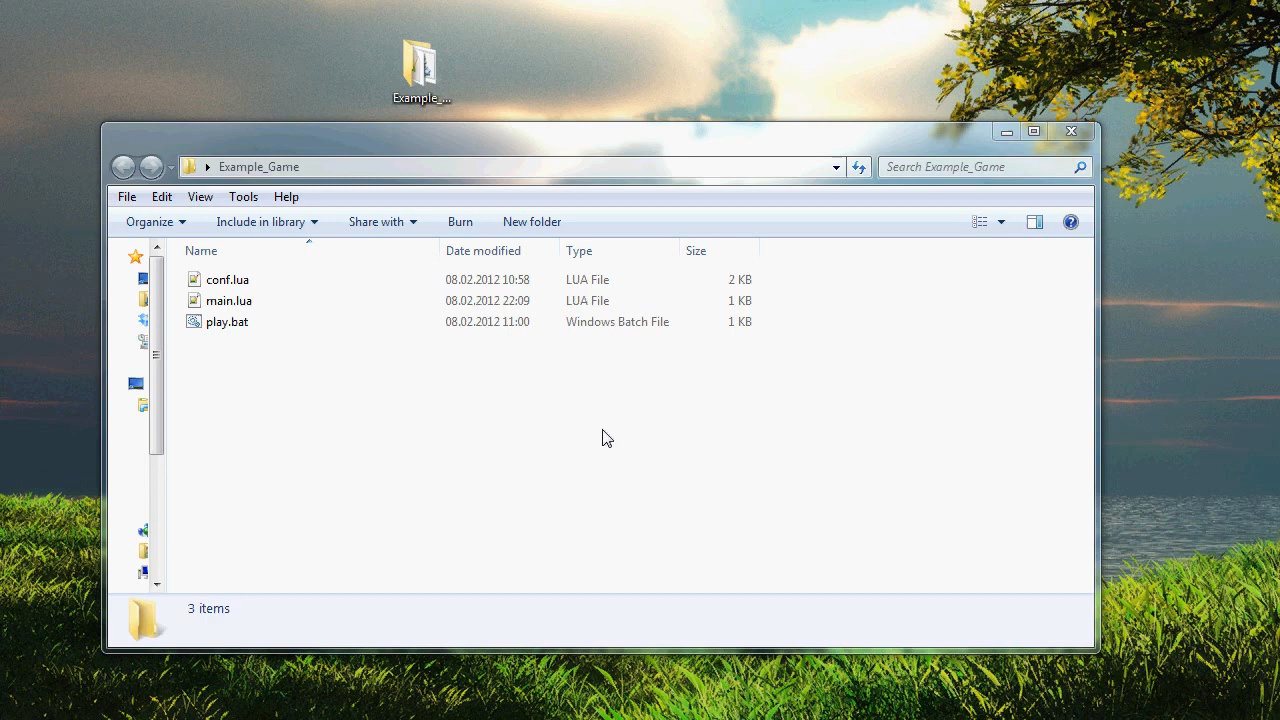 Example_...
Example_Game
Search Example_Game
File Edit View Tools Help
Organize Include in library Share with Burn New folder
Name Date modified Type Size
conf.lua 08.02.2012 10:58 LUA File 2 KB
main.lua 08.02.2012 22:09 LUA File 1 KB
play.bat 08.02.2012 11:00 Windows Batch File 1 KB
3 items